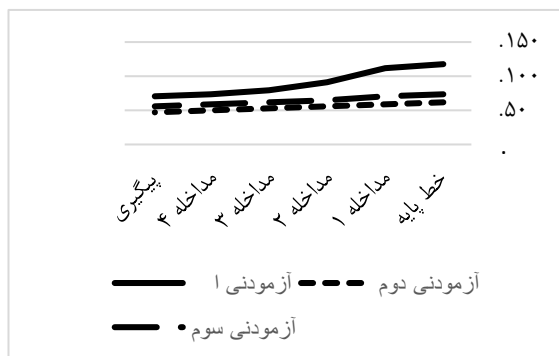 .۱۵۰
.۱۰۰
.۵۰
.
خط پایه
مداخله ۱
مداخله ۲
مداخله ۳
مداخله ۴
پیگیری
آزمودنی دوم
آزمودنی ا
آزمودنی سوم